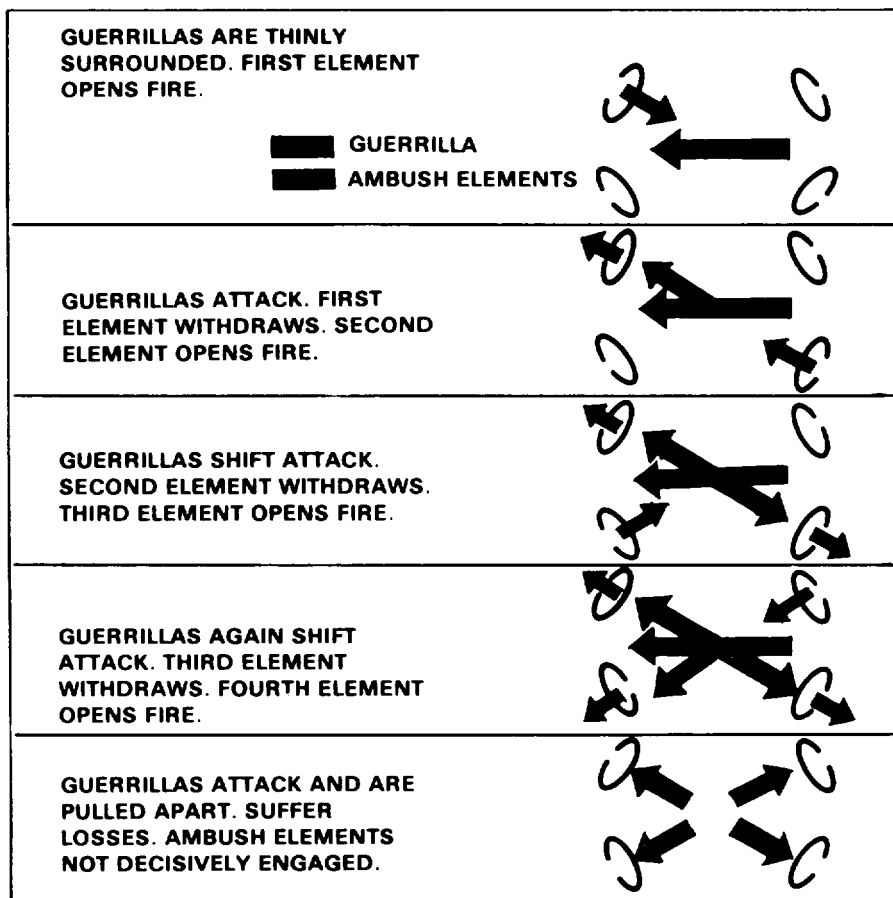 GUERRILLAS ARE THINLY
SURROUNDED. FIRST ELEMENT
OPENS FIRE.
GUERRILLA
AMBUSH ELEMENTS
GUERRILLAS ATTACK. FIRST
ELEMENT WITHDRAWS. SECOND
ELEMENT OPENS FIRE.
GUERRILLAS SHIFT ATTACK.
SECOND ELEMENT WITHDRAWS.
THIRD ELEMENT OPENS FIRE.
GUERRILLAS AGAIN SHIFT
ATTACK. THIRD ELEMENT
WITHDRAWS. FOURTH ELEMENT
OPENS FIRE.
GUERRILLAS ATTACK AND ARE
PULLED APART. SUFFER
LOSSES. AMBUSH ELEMENTS
NOT DECISIVELY ENGAGED.